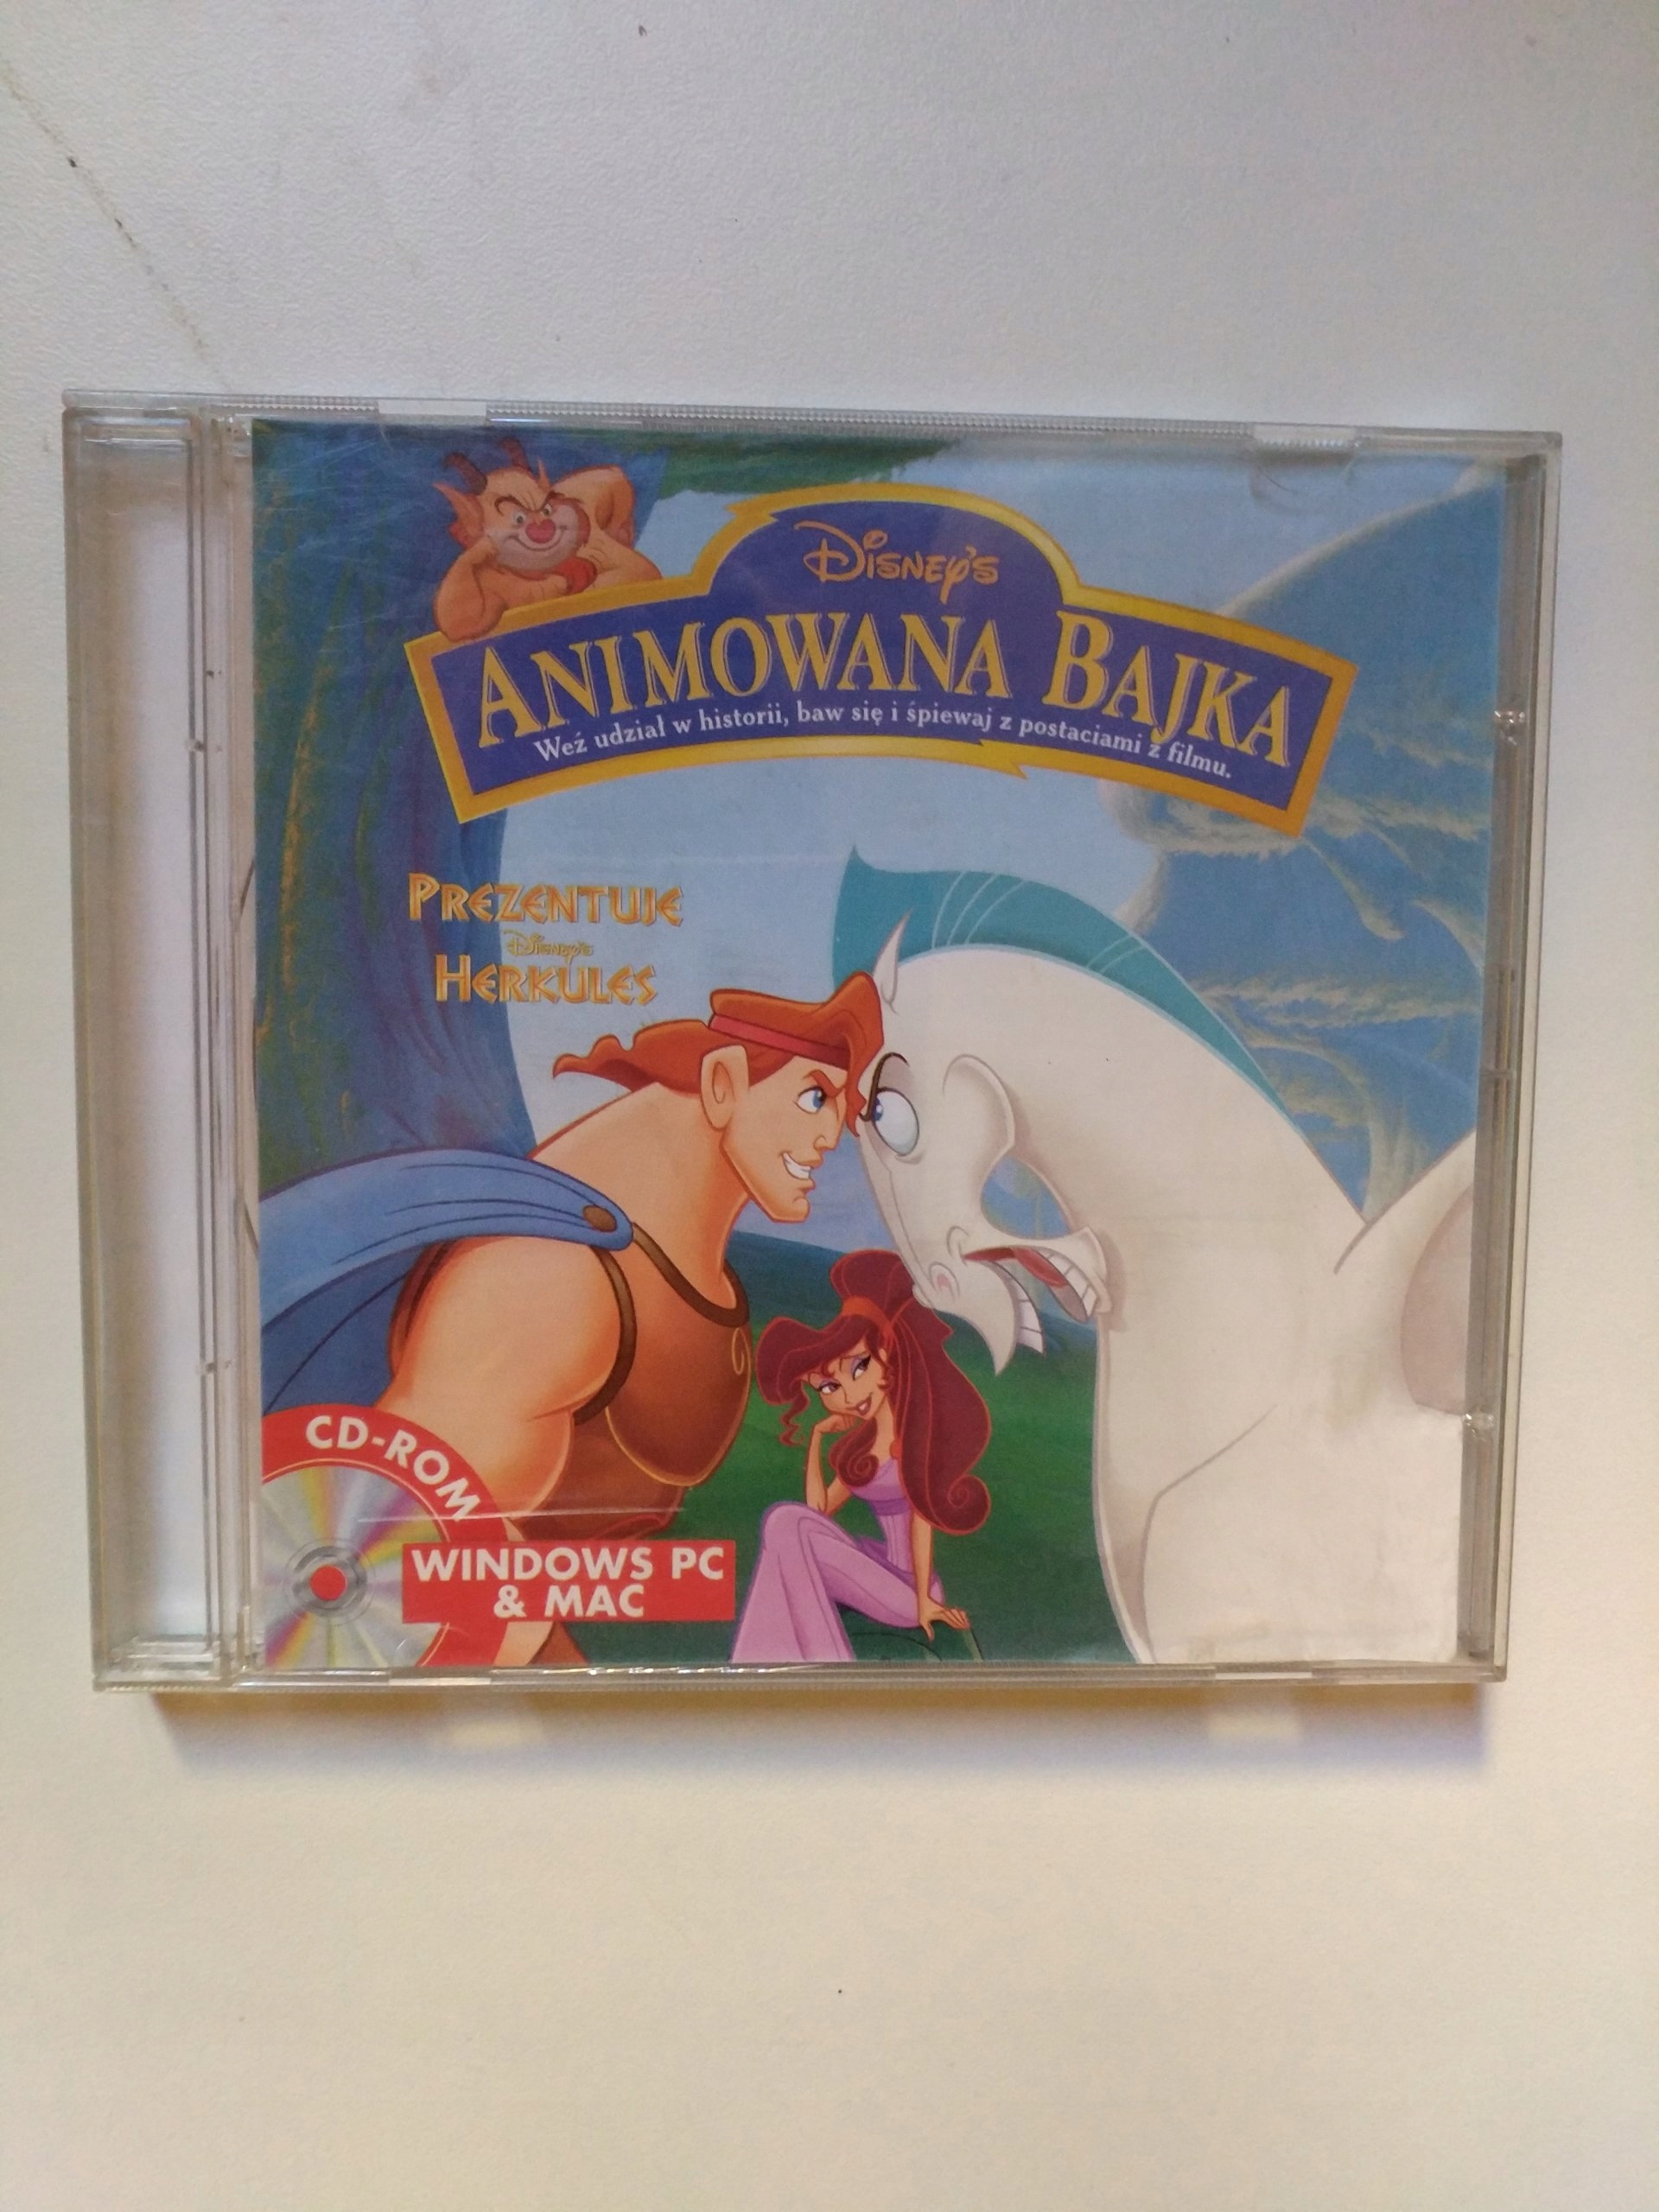 Disney's
Animowana Bajka
Weź udział w historii, baw się i śpiewaj z postaciami z filmu.
Prezentuje
Disney's
Herkules
CD-ROM
WINDOWS PC
& MAC